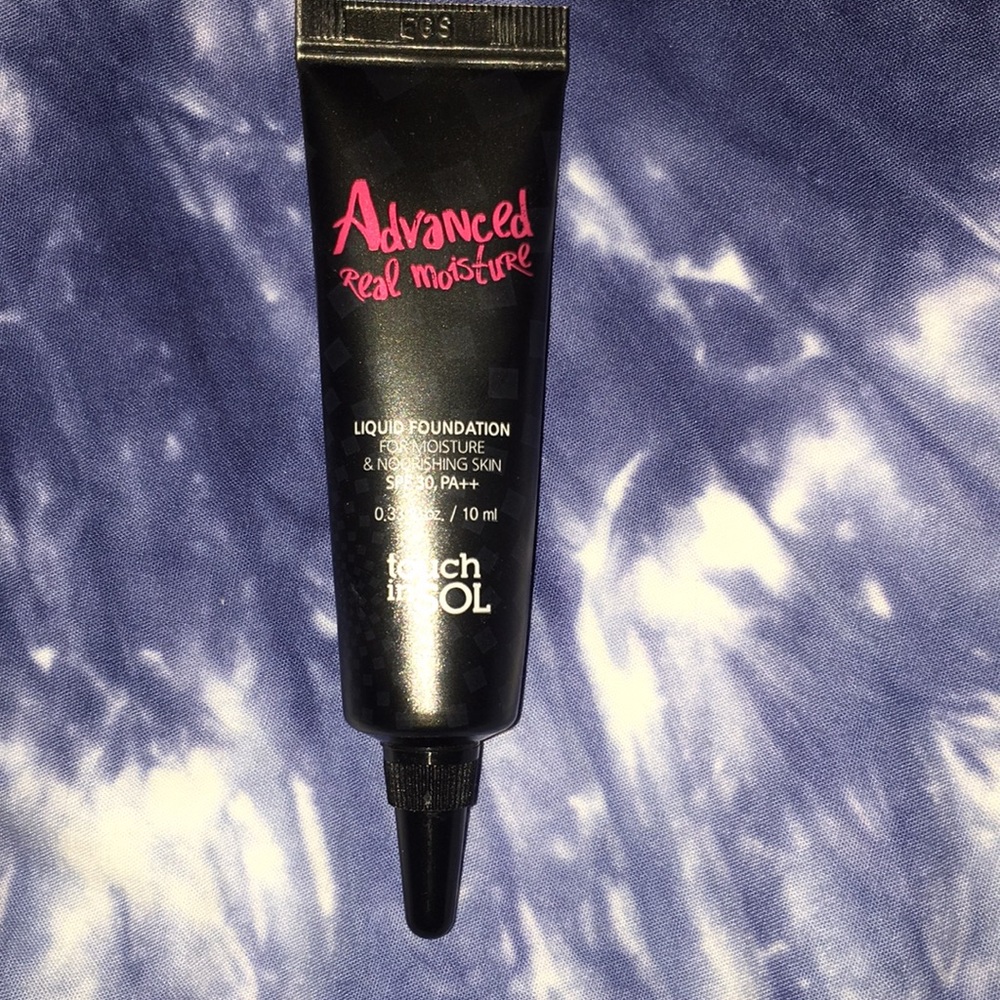 Advanced
Real moisture
LIQUID FOUNDATION
FOR MOISTURE
& NOURISHING SKIN
SPF 30, PA++
/ 10 ml
touch
in SOL